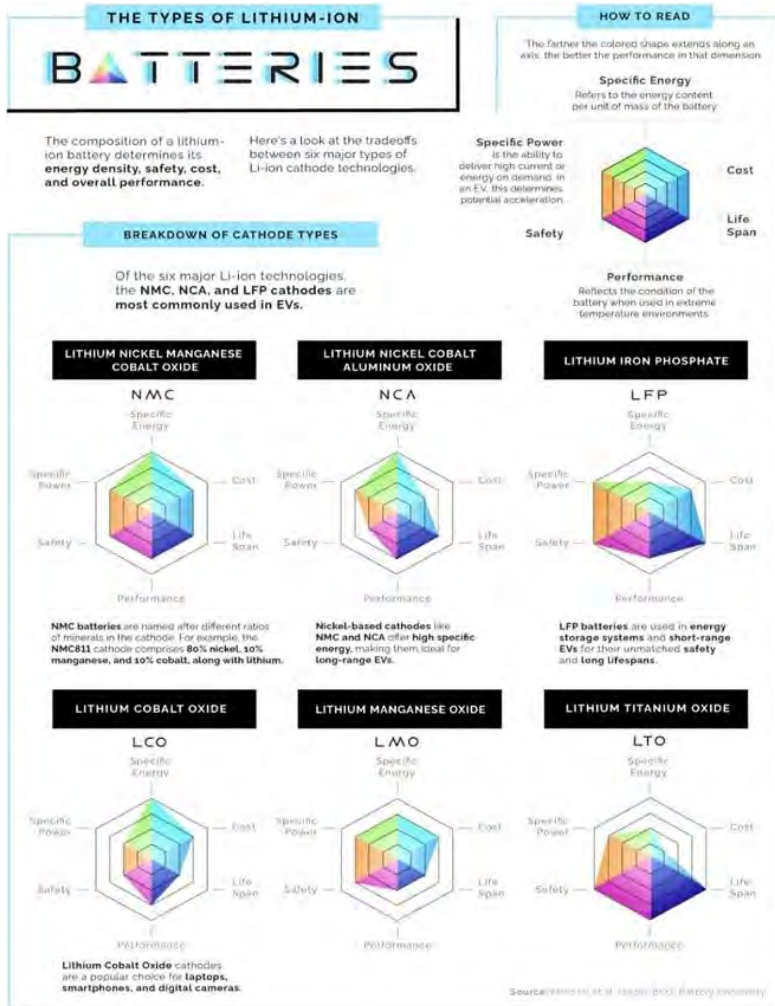 THE TYPES OF LITHIUM-ION
BATTERIES
The composition of a lithium-
ion battery determines its
energy density, safety, cost,
and overall performance.
Here's a look at the tradeoffs
between six major types of
Li-ion cathode technologies.
HOW TO READ
The farther the colored shape extends along an
axis, the better the performance in that dimension
Specific Energy
Refers to the energy content
per unit of mass of the battery
Specific Power
is the ability to
deliver high current or
energy on demand. In
an EV, this determines
potential acceleration
Cost
Safety
Life
Span
Performance
Reflects the condition of the
battery when used in extreme
temperature environments
BREAKDOWN OF CATHODE TYPES
Of the six major Li-ion technologies,
the NMC, NCA, and LFP cathodes are
most commonly used in EVs.
LITHIUM NICKEL MANGANESE
COBALT OXIDE
NMC
Specific
Energy
Specific
Power
Cost
Safety
Life
Span
Performance
NMC batteries are named after different ratios
of minerals in the cathode. For example, the
NMC811 cathode comprises 80% nickel, 10%
manganese, and 10% cobalt, along with lithium.
LITHIUM NICKEL COBALT
ALUMINUM OXIDE
NCA
Specific
Energy
Specific
Power
Cost
Safety
Life
Span
Performance
Nickel-based cathodes like
NMC and NCA offer high specific
energy, making them ideal for
long-range EVs.
LITHIUM IRON PHOSPHATE
LFP
Specific
Energy
Specific
Power
Cost
Safety
Life
Span
Performance
LFP batteries are used in energy
storage systems and short-range
EVs for their unmatched safety
and long lifespans.
LITHIUM COBALT OXIDE
LCO
Specific
Energy
Specific
Power
Cost
Safety
Life
Span
Performance
Lithium Cobalt Oxide cathodes
are a popular choice for laptops,
smartphones, and digital cameras.
LITHIUM MANGANESE OXIDE
LMO
Specific
Energy
Specific
Power
Cost
Safety
Life
Span
Performance
LITHIUM TITANIUM OXIDE
LTO
Specific
Energy
Specific
Power
Cost
Safety
Life
Span
Performance
Source